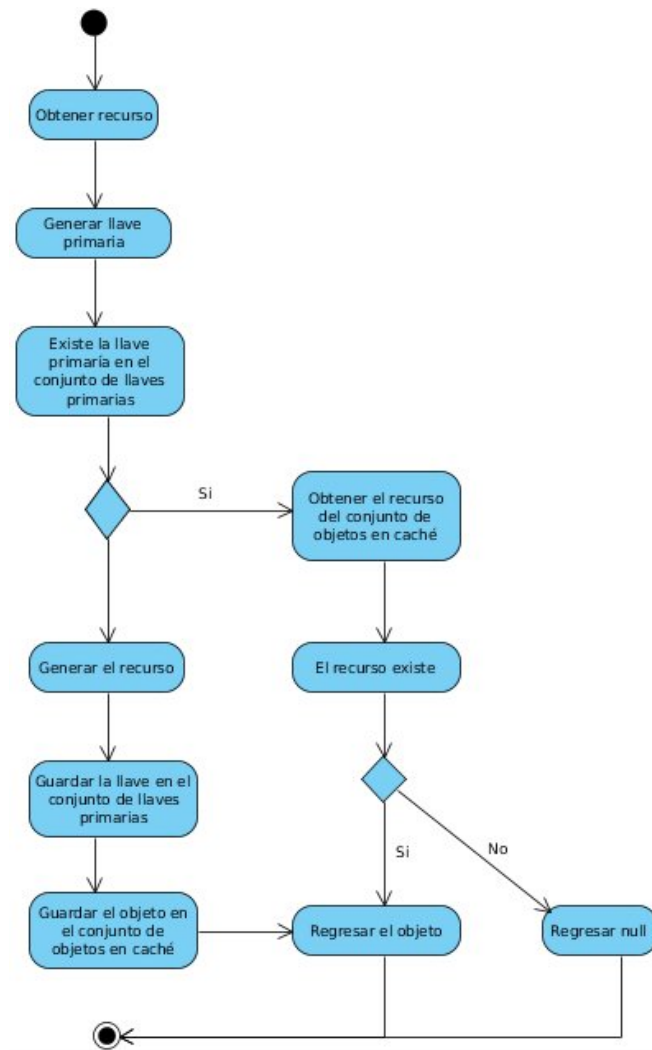 Obtener recurso
Generar llave
primaria
Existe la llave
primaria en el
conjunto de llaves
primarias
Si
Obtener el recurso
del conjunto de
objetos en caché
Generar el recurso
El recurso existe
Guardar la llave en el
conjunto de llaves
primarias
Si
No
Guardar el objeto en
el conjunto de
objetos en caché
Regresar el objeto
Regresar null